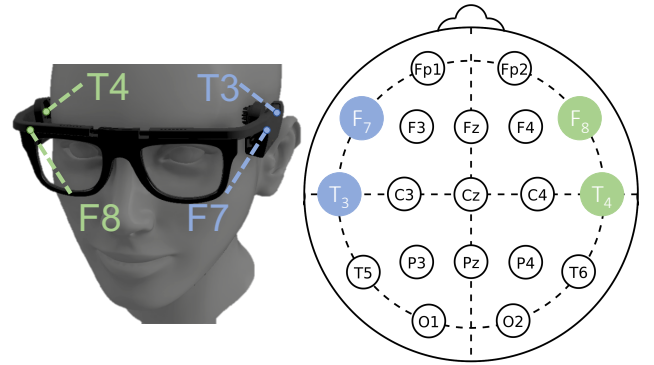 T4 T3
F8 F7
Fp1 Fp2
F7 F3 Fz F4 F8
T3 C3 Cz C4 T4
T5 P3 Pz P4 T6
O1 O2